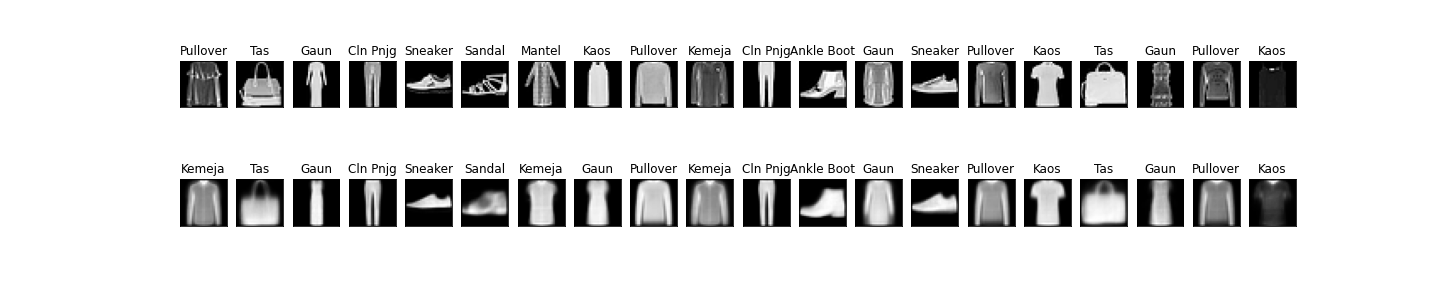 Pullover Tas Gaun Cln Pnjg Sneaker Sandal Mantel Kaos Pullover Kemeja Cln Pnjg Ankle Boot Gaun Sneaker Pullover Kaos Tas Gaun Pullover Kaos
Kemeja Tas Gaun Cln Pnjg Sneaker Sandal Kemeja Gaun Pullover Kemeja Cln Pnjg Ankle Boot Gaun Sneaker Pullover Kaos Tas Gaun Pullover Kaos